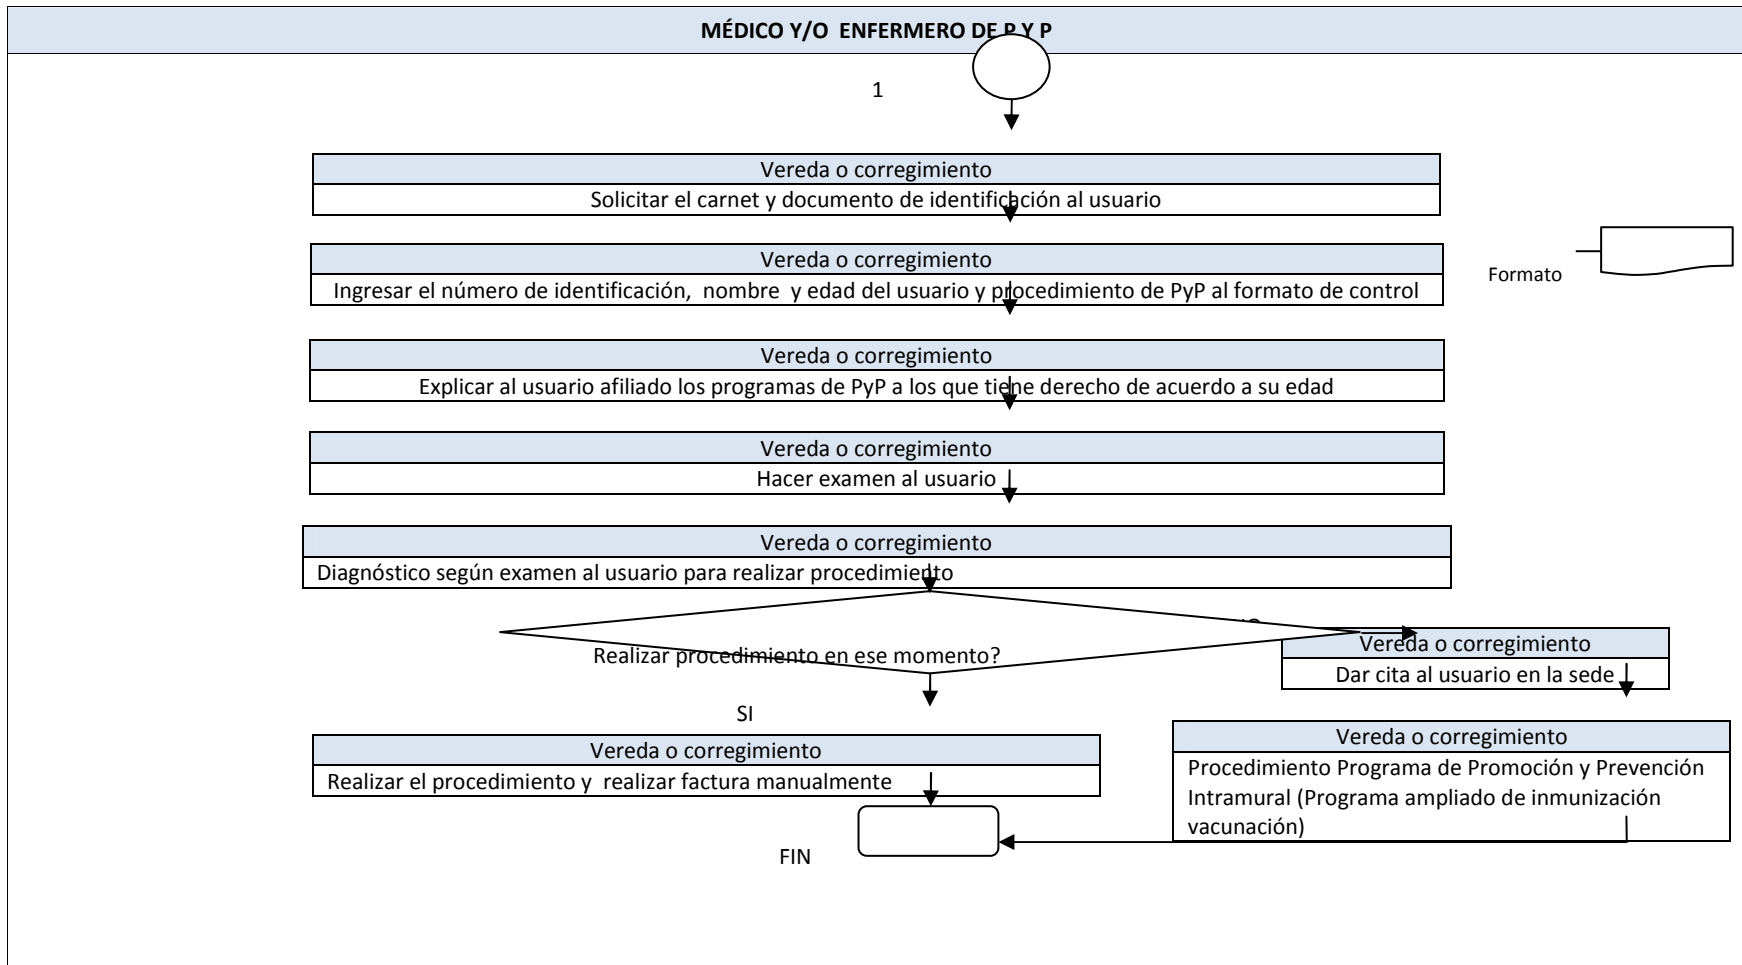 MÉDICO Y/O ENFERMERO DE P Y P
1
Vereda o corregimiento
Solicitar el carnet y documento de identificación al usuario
Vereda o corregimiento
Ingresar el número de identificación, nombre y edad del usuario y procedimiento de PyP al formato de control
Formato
Vereda o corregimiento
Explicar al usuario afiliado los programas de PyP a los que tiene derecho de acuerdo a su edad
Vereda o corregimiento
Hacer examen al usuario
Vereda o corregimiento
Diagnóstico según examen al usuario para realizar procedimiento
Realizar procedimiento en ese momento?
Vereda o corregimiento
Dar cita al usuario en la sede
SI
Vereda o corregimiento
Realizar el procedimiento y realizar factura manualmente
Vereda o corregimiento
Procedimiento Programa de Promoción y Prevención
Intramural (Programa ampliado de inmunización
vacunación)
FIN